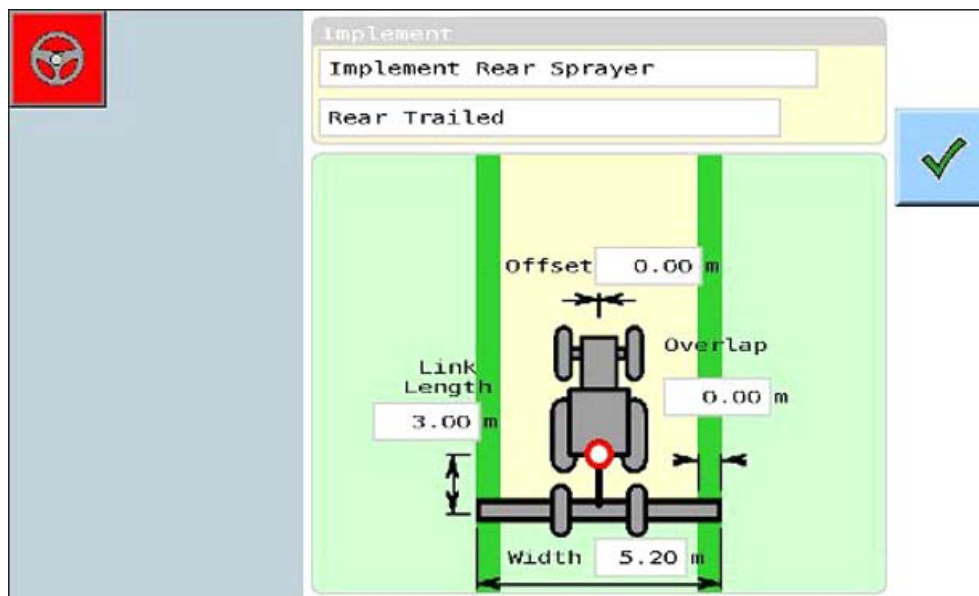 Implement
Implement Rear Sprayer
Rear Trailed
Offset 0.00 m
Overlap
0.00 m
Link
Length
3.00 m
Width 5.20 m